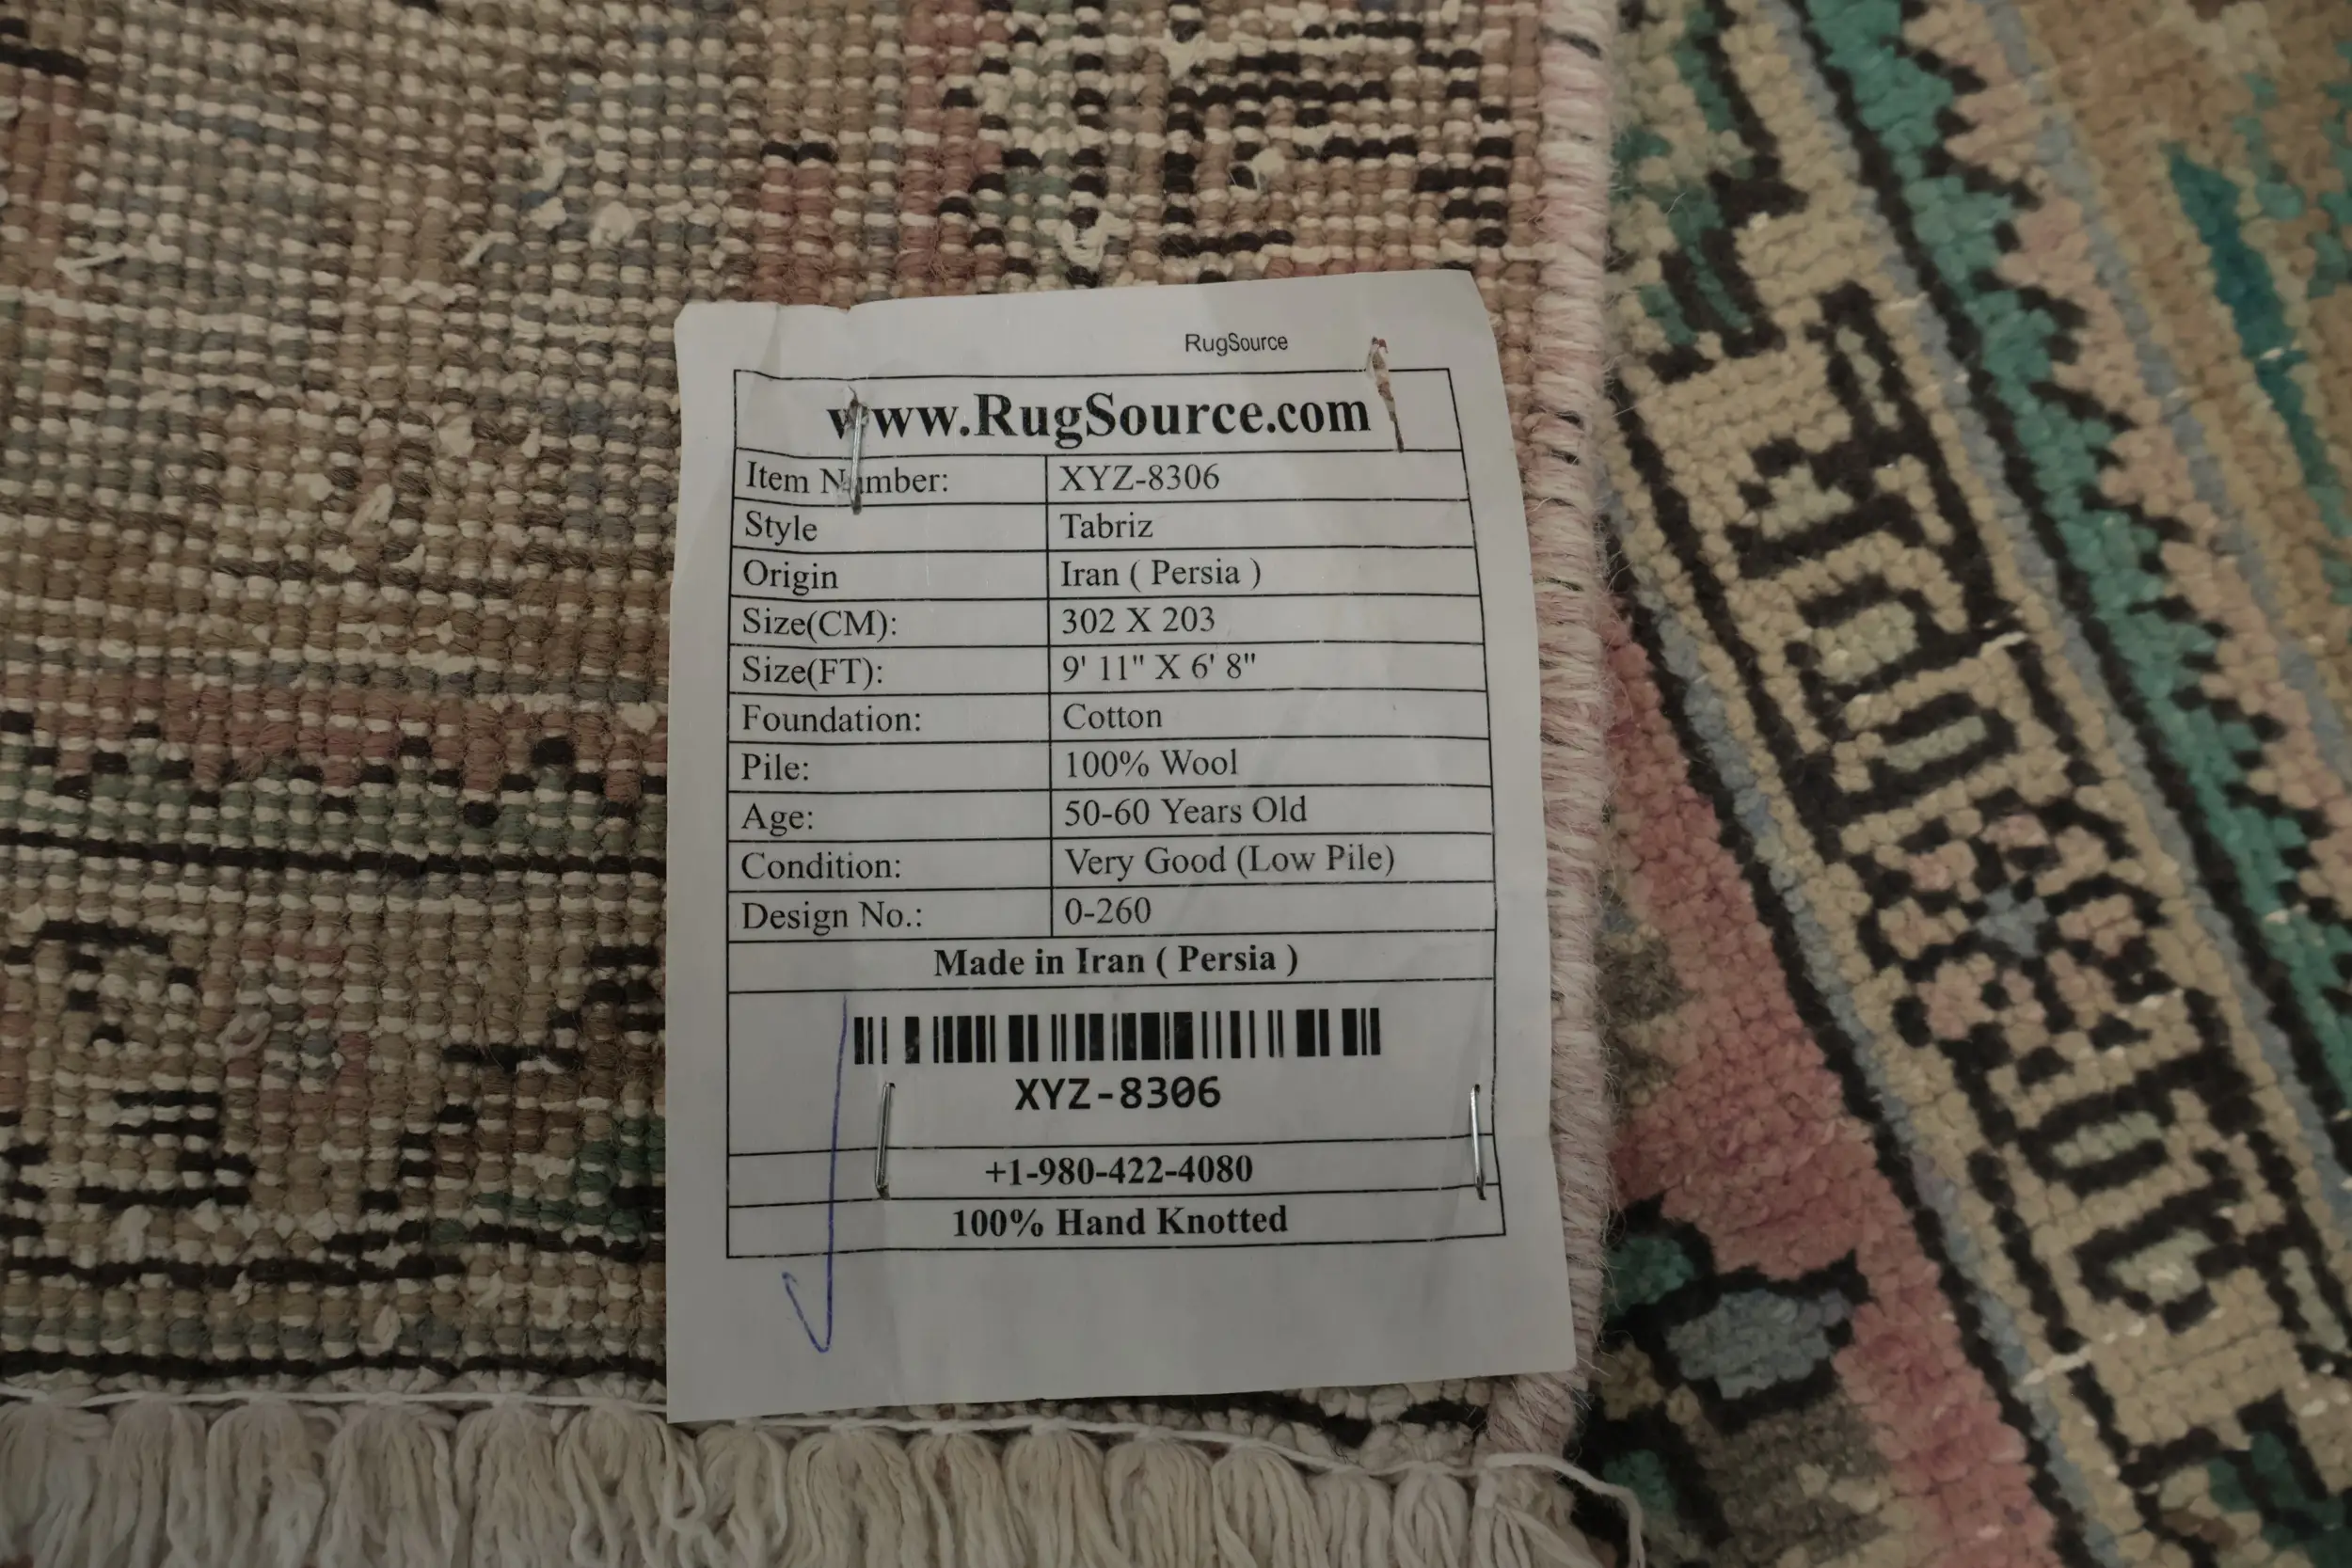 RugSource
www.RugSource.com
Item Number: XYZ-8306
Style Tabriz
Origin Iran ( Persia )
Size(CM): 302 X 203
Size(FT): 9' 11" X 6' 8"
Foundation: Cotton
Pile: 100% Wool
Age: 50-60 Years Old
Condition: Very Good (Low Pile)
Design No.: 0-260
Made in Iran ( Persia )
XYZ-8306
+1-980-422-4080
100% Hand Knotted